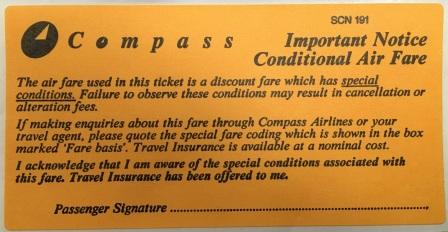 SCN 191
Compass Important Notice
Conditional Air Fare
The air fare used in this ticket is a discount fare which has special
conditions. Failure to observe these conditions may result in cancellation or
alteration fees.
If making enquiries about this fare through Compass Airlines or your
travel agent, please quote the special fare coding which is shown in the box
marked 'Fare basis'. Travel Insurance is available at a nominal cost.
I acknowledge that I am aware of the special conditions associated with
this fare. Travel Insurance has been offered to me.
Passenger Signature ..........................................................